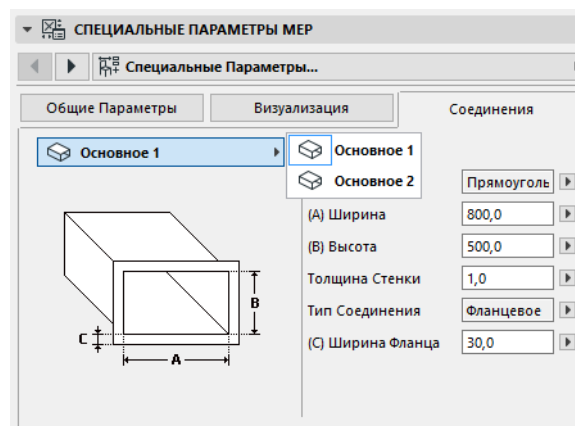 СПЕЦИАЛЬНЫЕ ПАРАМЕТРЫ МЕР
Специальные Параметры...
Общие Параметры Визуализация Соединения
Основное 1 Основное 1
Основное 2
Прямоуголь
(A) Ширина 800,0
(B) Высота 500,0
Толщина Стенки 1,0
Тип Соединения Фланцевое
(C) Ширина Фланца 30,0
B
C
A